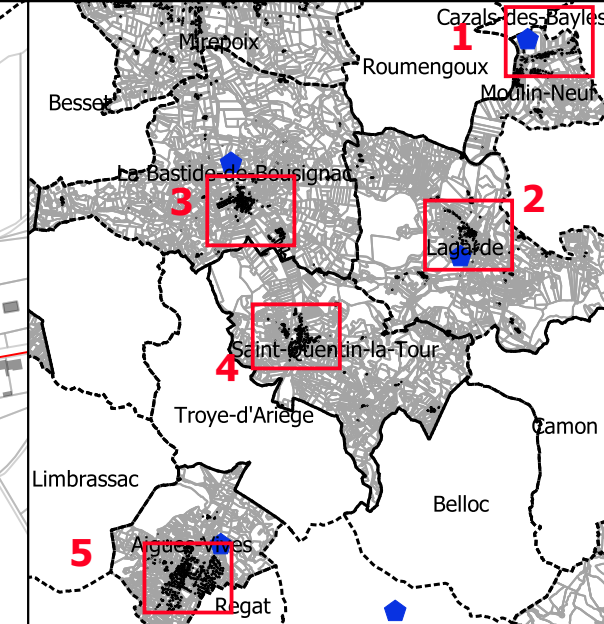 Cazals-des-Bayles
1
Mirepoix
Roumengoux
Moulin-Neuf
Besset
La-Bastide-de-Bousignac
3
2
Lagarde
Saint-Quentin-la-Tour
4
Troye-d'Ariège
Camon
Limbrassac
Belloc
5
Aigues-Vives
Regat